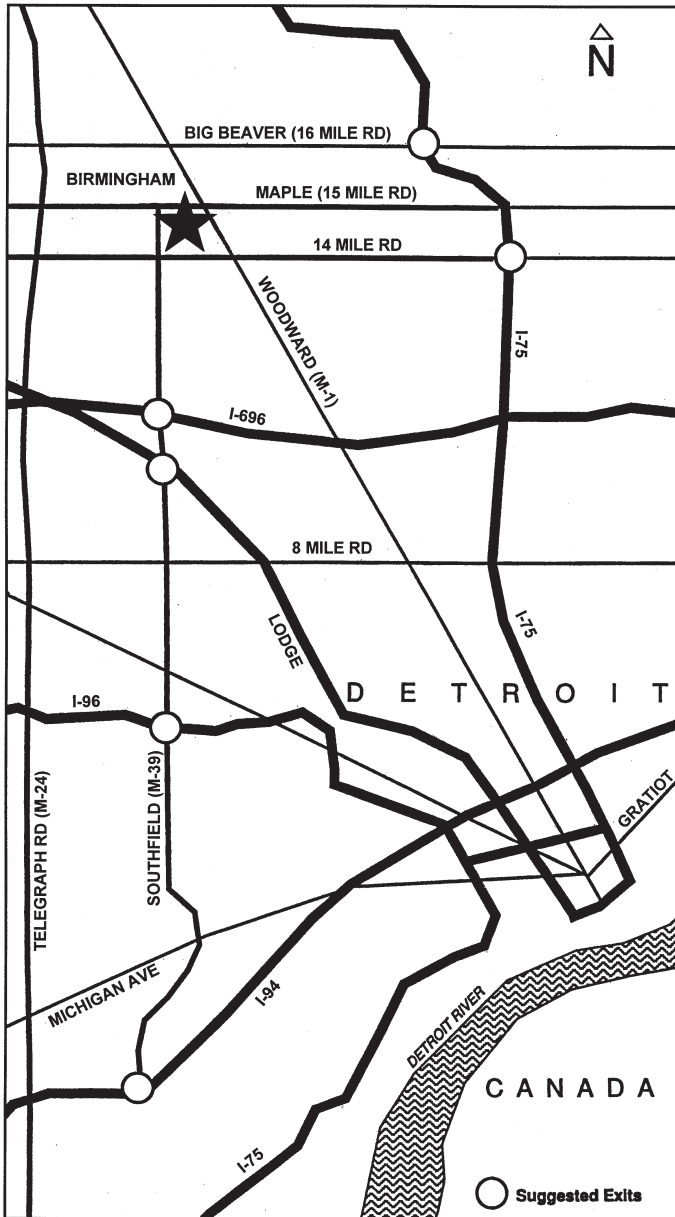 N
BIG BEAVER (16 MILE RD)
BIRMINGHAM
MAPLE (15 MILE RD)
14 MILE RD
WOODWARD (M-1)
I-75
I-696
8 MILE RD
LODGE
I-75
DETROIT
I-96
TELEGRAPH RD (M-24)
SOUTHFIELD (M-39)
GRATIOT
MICHIGAN AVE
I-94
DETROIT RIVER
CANADA
I-75
Suggested Exits